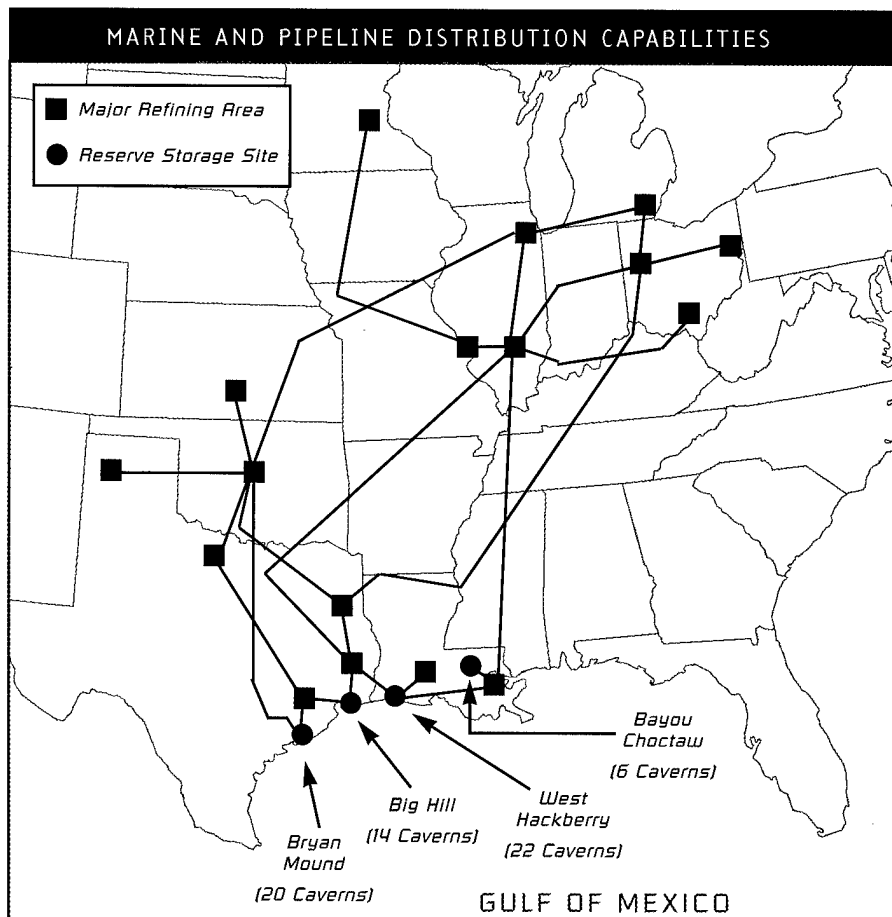 MARINE AND PIPELINE DISTRIBUTION CAPABILITIES
Major Refining Area
Reserve Storage Site
Bayou
Choctaw
(6 Caverns)
West
Hackberry
(22 Caverns)
Big Hill
(14 Caverns)
Bryan
Mound
(20 Caverns)
GULF OF MEXICO